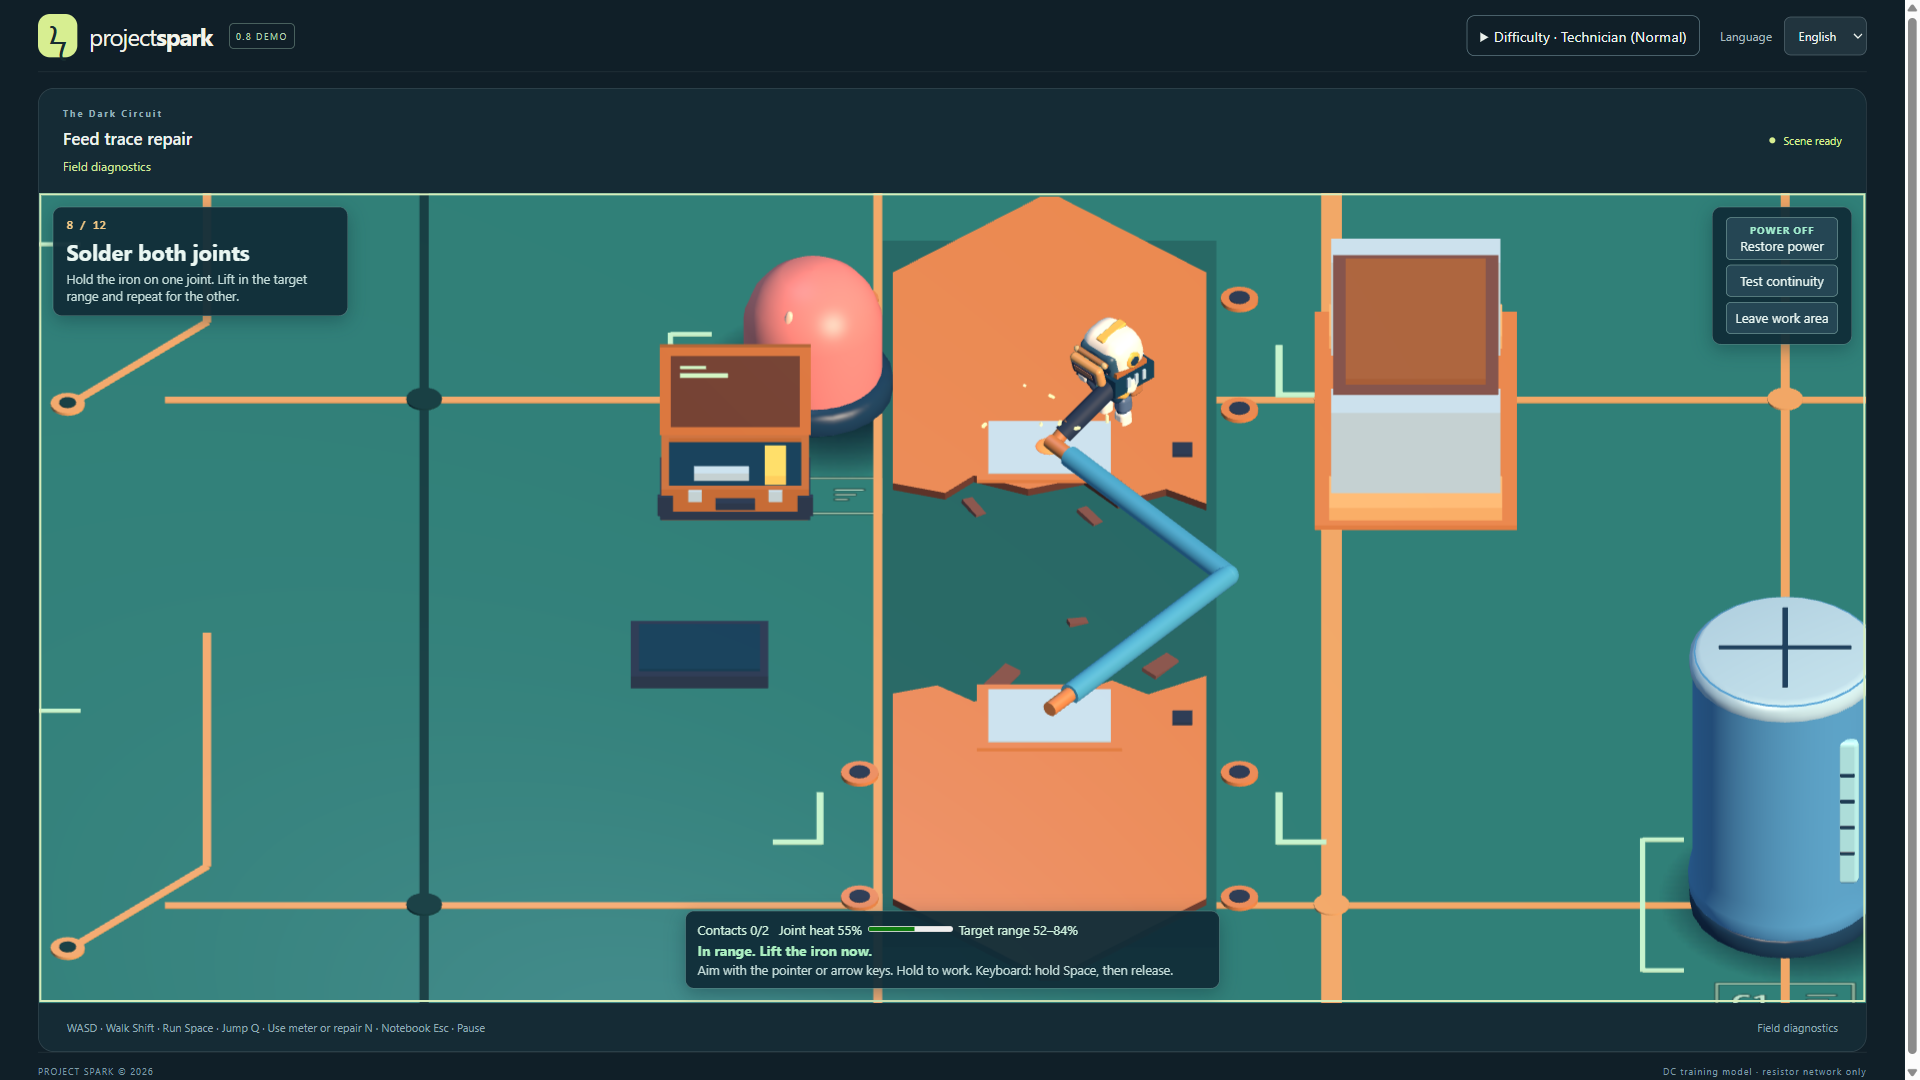 projectspark
0.8 DEMO
▶ Difficulty · Technician (Normal)
Language
English
The Dark Circuit
Feed trace repair
Field diagnostics
Scene ready
8 / 12
Solder both joints
Hold the iron on one joint. Lift in the target
range and repeat for the other.
POWER OFF
Restore power
Test continuity
Leave work area
Contacts 0/2 Joint heat 55% Target range 52–84%
In range. Lift the iron now.
Aim with the pointer or arrow keys. Hold to work. Keyboard: hold Space, then release.
WASD · Walk Shift · Run Space · Jump Q · Use meter or repair N · Notebook Esc · Pause
Field diagnostics
PROJECT SPARK © 2026
DC training model · resistor network only